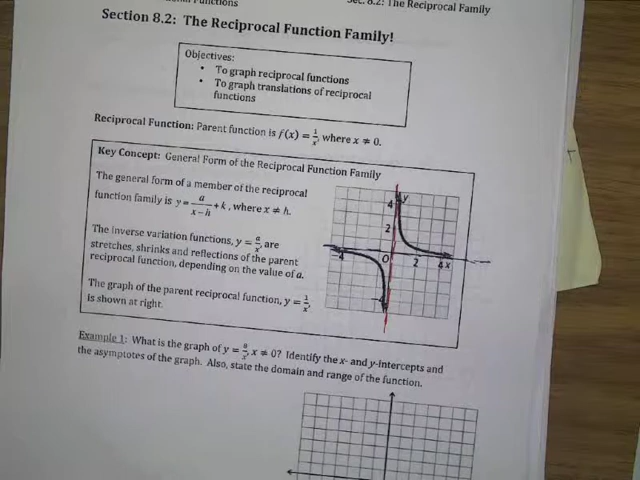 Functions
Sec. 8.2: The Reciprocal Function Family
Section 8.2: The Reciprocal Function Family!
Objectives:
• To graph reciprocal functions
• To graph translations of reciprocal
functions
Reciprocal Function: Parent function is f(x) = 1/x, where x ≠ 0.
Key Concept: General Form of the Reciprocal Function Family
The general form of a member of the reciprocal
function family is y = a/(x−h) + k, where x ≠ h.
The inverse variation functions, y = a/x, are
stretches, shrinks and reflections of the parent
reciprocal function, depending on the value of a.
The graph of the parent reciprocal function, y = 1/x,
is shown at right.
y
4
2
−4
O
2
4
x
−4
Example 1: What is the graph of y = 8/x, x ≠ 0? Identify the x- and y-intercepts and
the asymptotes of the graph. Also, state the domain and range of the function.